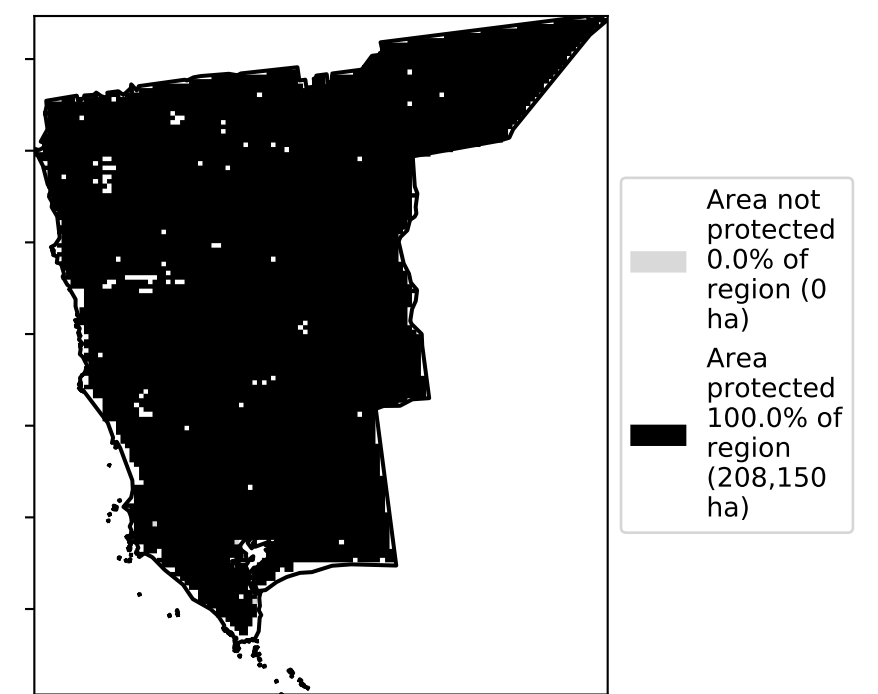 Area not
protected
0.0% of
region (0
ha)
Area
protected
100.0% of
region
(208,150
ha)